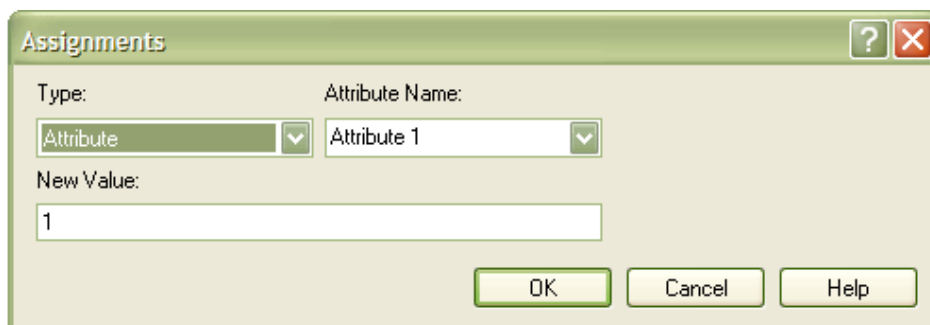 Assignments
Type: Attribute Name:
Attribute Attribute 1
New Value:
1
OK Cancel Help